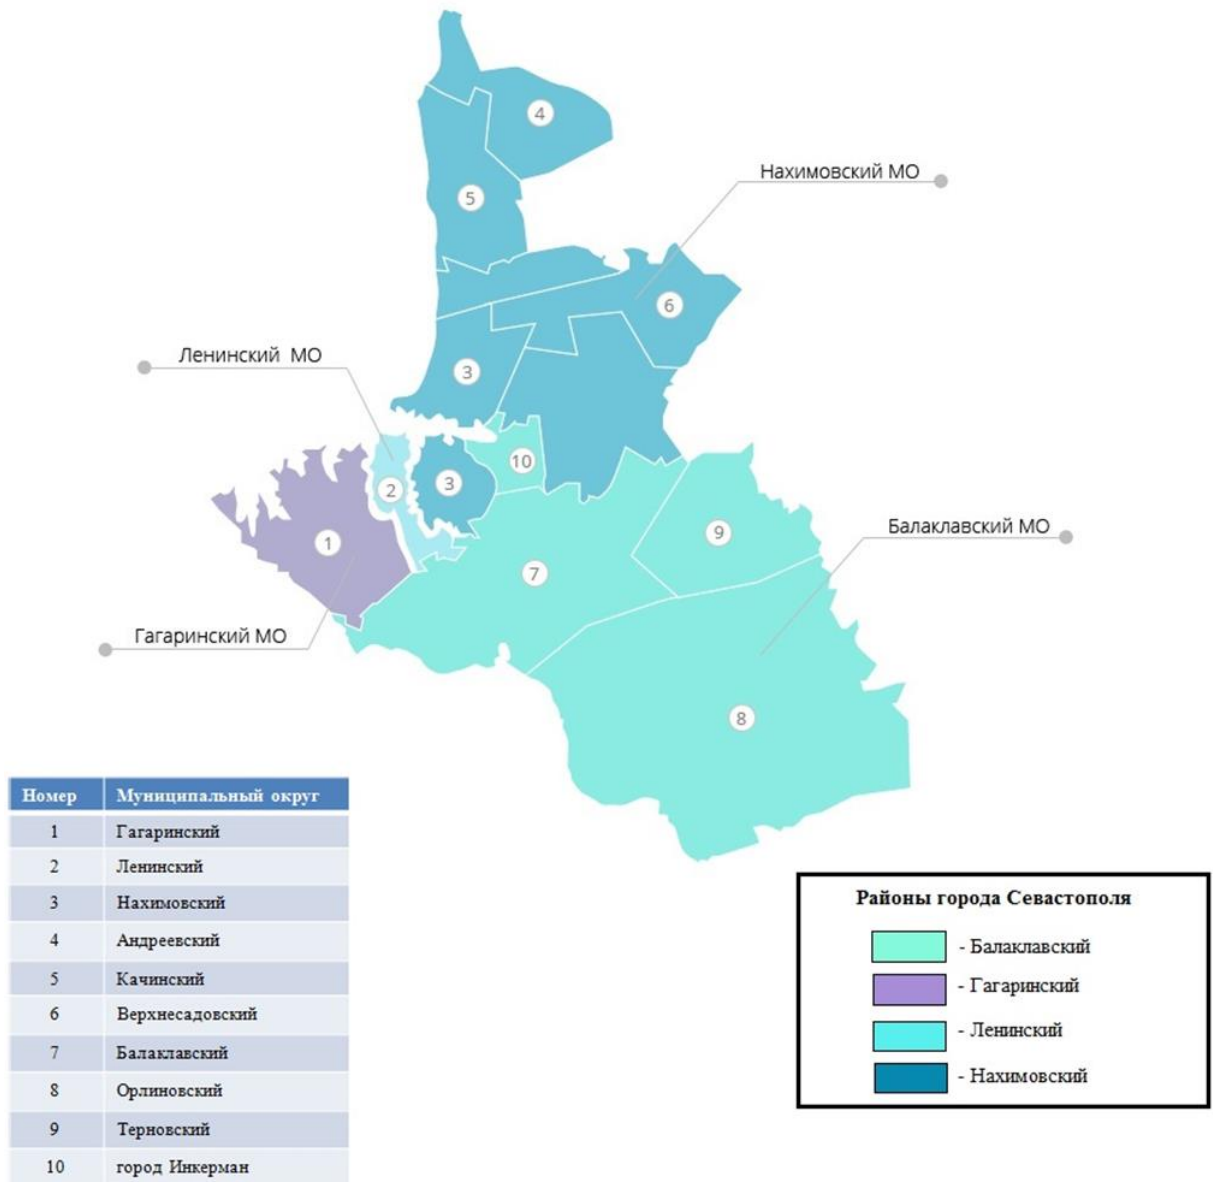 4
Нахимовский МО
5
6
Ленинский МО
3
10
2
3
Балаклавский МО
9
1
7
Гагаринский МО
8
Номер Муниципальный округ
1 Гагаринский
2 Ленинский
3 Нахимовский
4 Андреевский
5 Качинский
6 Верхнесадовский
7 Балаклавский
8 Орлиновский
9 Терновский
10 город Инкерман
Районы города Севастополя
- Балаклавский
- Гагаринский
- Ленинский
- Нахимовский